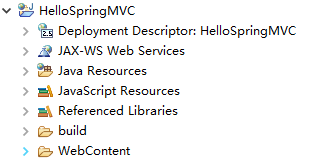 HelloSpringMVC
Deployment Descriptor: HelloSpringMVC
JAX-WS Web Services
Java Resources
JavaScript Resources
Referenced Libraries
build
WebContent